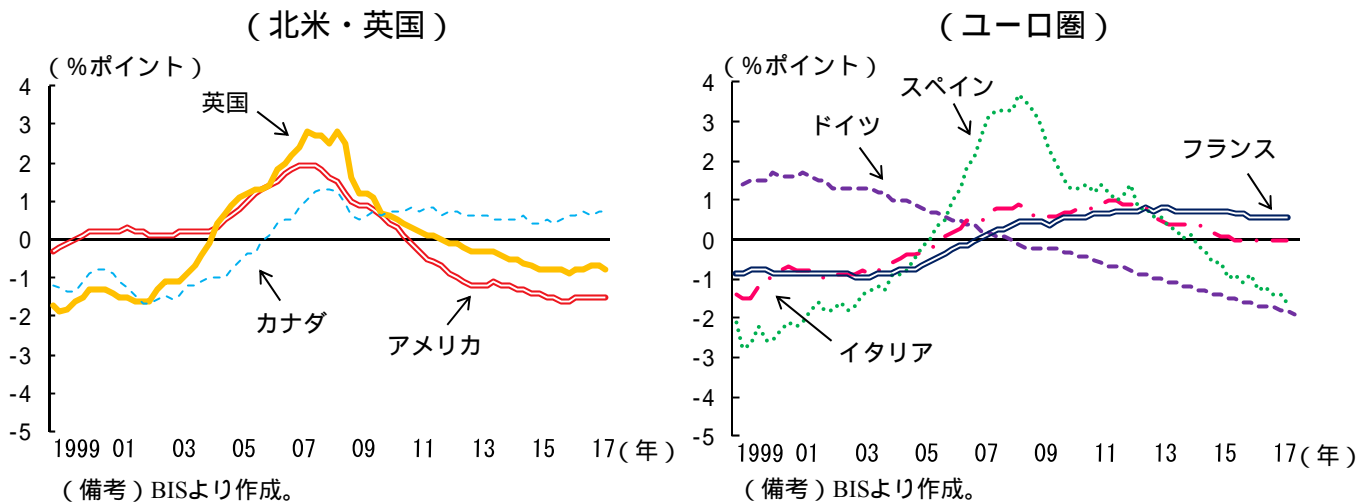 （北米・英国）
（％ポイント）
4
3
2
1
0
-1
-2
-3
-4
-5
英国
カナダ
アメリカ
1999 01 03 05 07 09 11 13 15 17（年）
（備考）BISより作成。
（ユーロ圏）
（％ポイント）
4
3
2
1
0
-1
-2
-3
-4
-5
スペイン
ドイツ
フランス
イタリア
1999 01 03 05 07 09 11 13 15 17（年）
（備考）BISより作成。